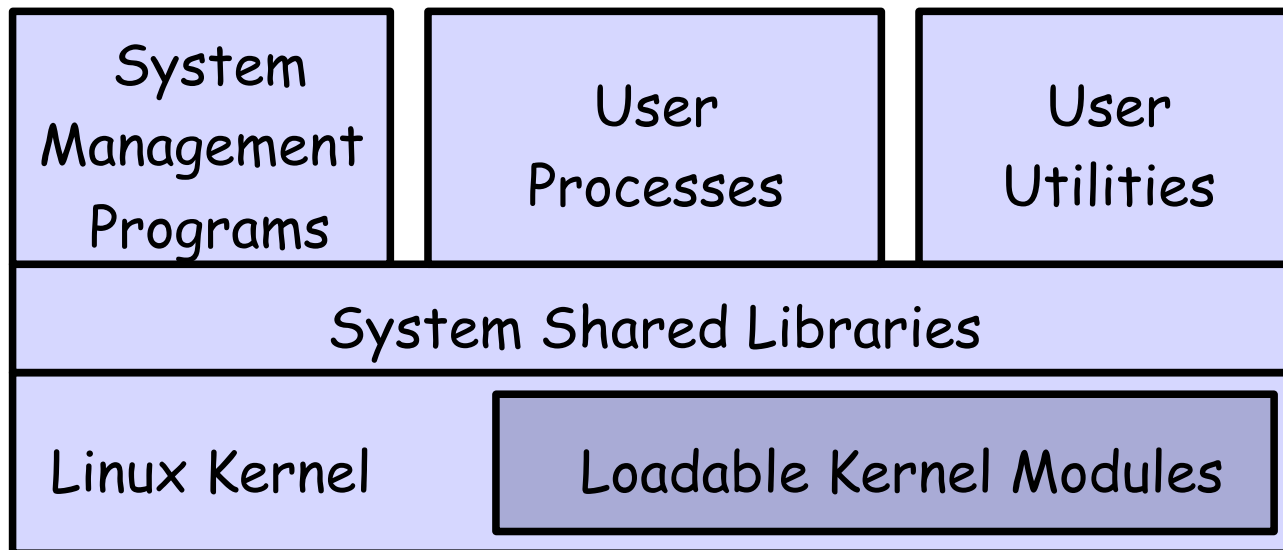 System
Management
Programs
User
Processes
User
Utilities
System Shared Libraries
Linux Kernel
Loadable Kernel Modules